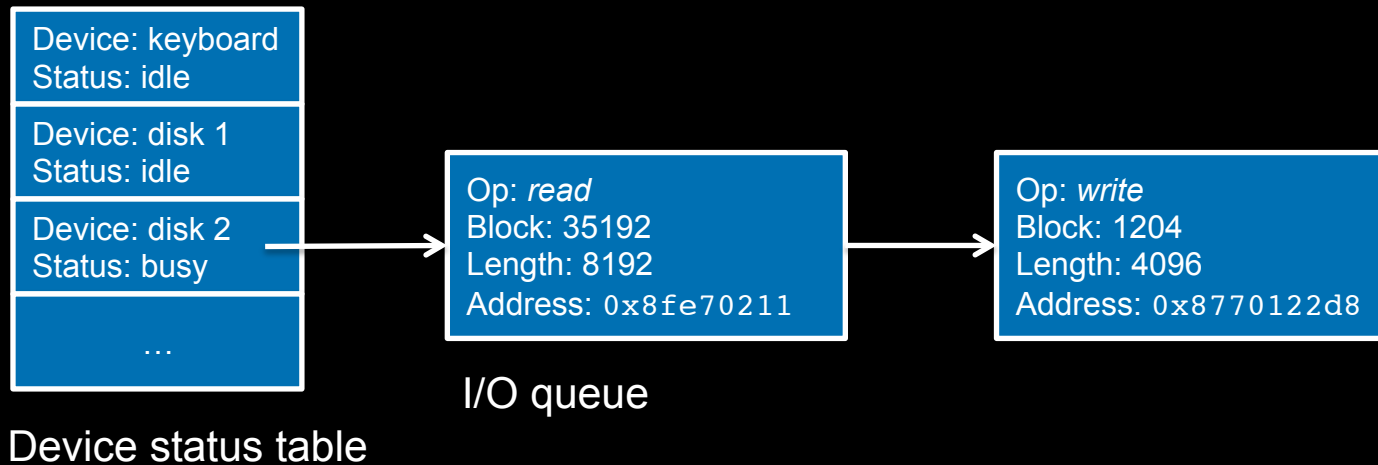 Device: keyboard
Status: idle
Device: disk 1
Status: idle
Device: disk 2
Status: busy
…
Device status table
Op: read
Block: 35192
Length: 8192
Address: 0x8fe70211
I/O queue
Op: write
Block: 1204
Length: 4096
Address: 0x8770122d8